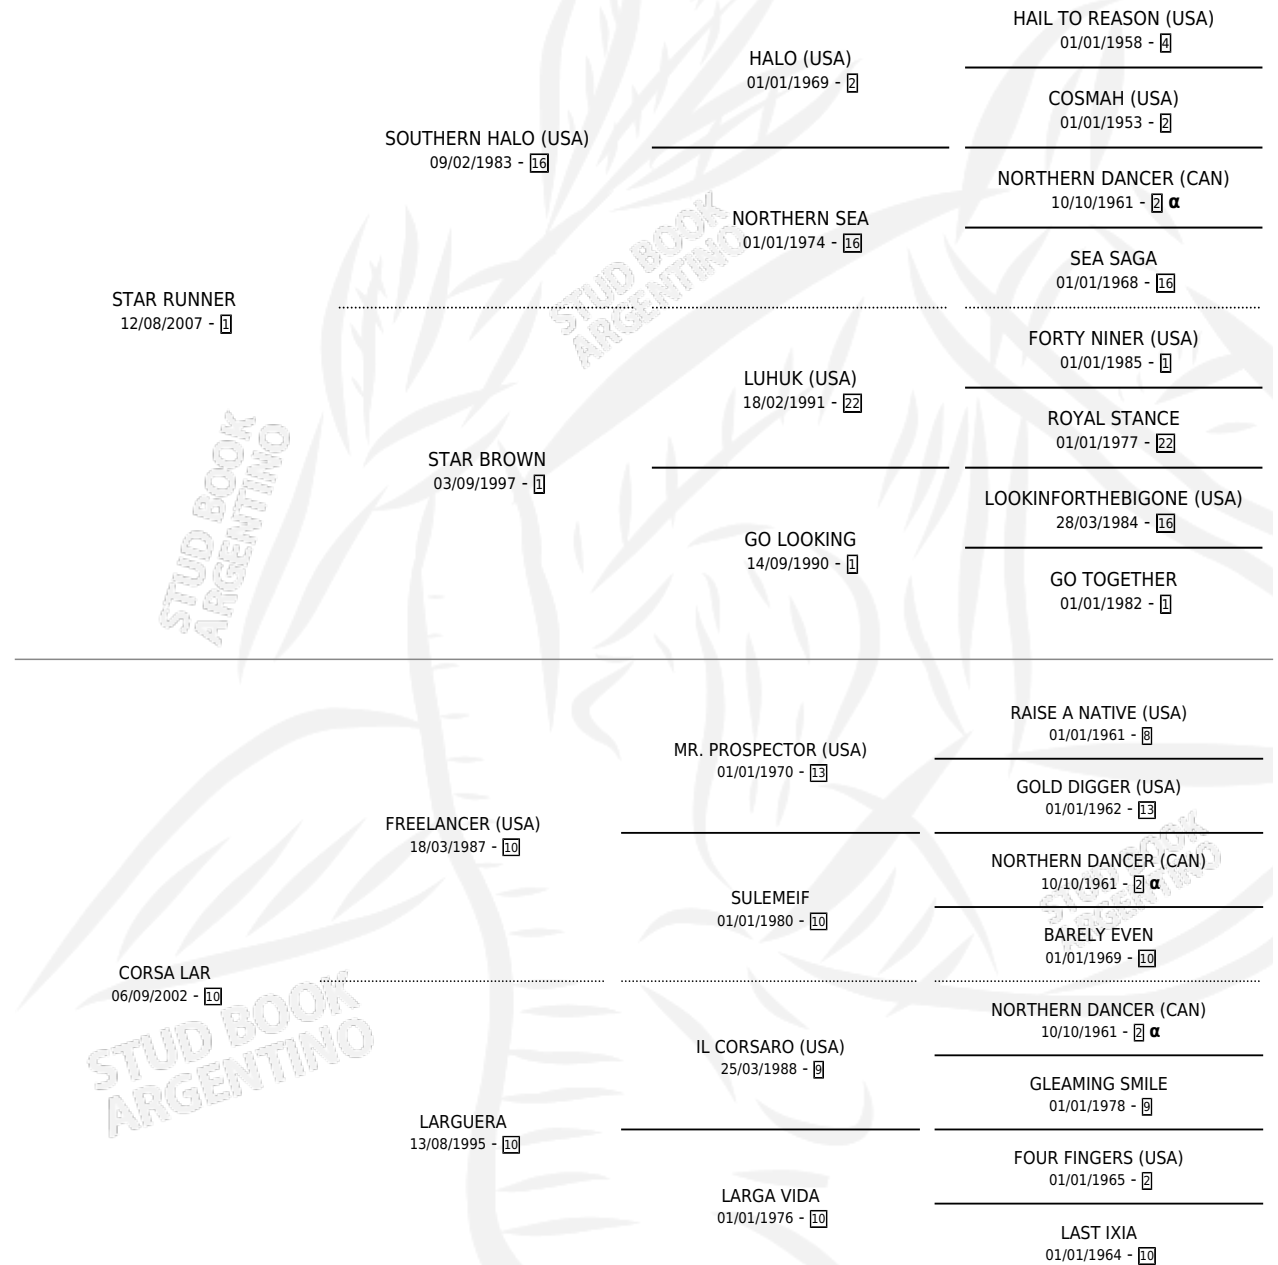 HAIL TO REASON (USA)
01/01/1958 - 4
HALO (USA)
01/01/1969 - 2
COSMAH (USA)
01/01/1953 - 2
SOUTHERN HALO (USA)
09/02/1983 - 16
NORTHERN DANCER (CAN)
10/10/1961 - 2 α
NORTHERN SEA
01/01/1974 - 16
SEA SAGA
01/01/1968 - 16
STAR RUNNER
12/08/2007 - 1
FORTY NINER (USA)
01/01/1985 - 1
LUHUK (USA)
18/02/1991 - 22
ROYAL STANCE
01/01/1977 - 22
STAR BROWN
03/09/1997 - 1
LOOKINFORTHEBIGONE (USA)
28/03/1984 - 16
GO LOOKING
14/09/1990 - 1
GO TOGETHER
01/01/1982 - 1
RAISE A NATIVE (USA)
01/01/1961 - 8
MR. PROSPECTOR (USA)
01/01/1970 - 13
GOLD DIGGER (USA)
01/01/1962 - 13
FREELANCER (USA)
18/03/1987 - 10
NORTHERN DANCER (CAN)
10/10/1961 - 2 α
SULEMEIF
01/01/1980 - 10
BARELY EVEN
01/01/1969 - 10
CORSA LAR
06/09/2002 - 10
NORTHERN DANCER (CAN)
10/10/1961 - 2 α
IL CORSARO (USA)
25/03/1988 - 9
GLEAMING SMILE
01/01/1978 - 9
LARGUERA
13/08/1995 - 10
FOUR FINGERS (USA)
01/01/1965 - 2
LARGA VIDA
01/01/1976 - 10
LAST IXIA
01/01/1964 - 10
STUD BOOK
ARGENTINO
STUD BOOK
ARGENTINO
STUD BOOK
ARGENTINO
STUD BOOK
ARGENTINO